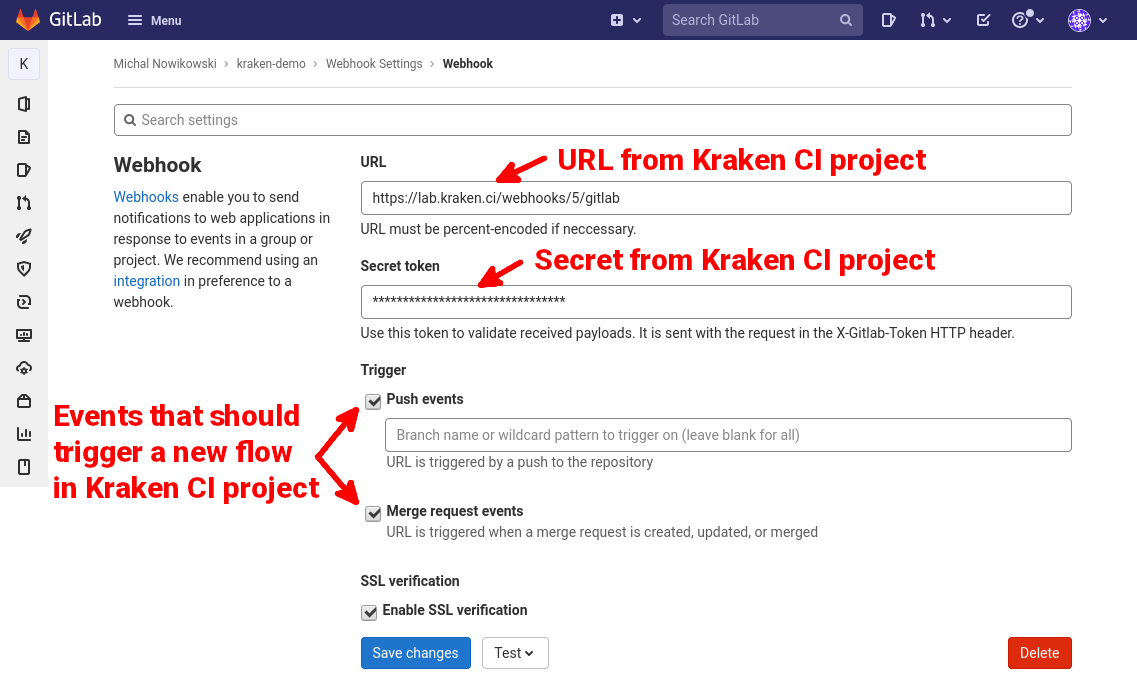 GitLab
Menu
Search GitLab
K
Michal Nowikowski > kraken-demo > Webhook Settings > Webhook
Search settings
Webhook
Webhooks enable you to send
notifications to web applications in
response to events in a group or
project. We recommend using an
integration in preference to a
webhook.
URL
URL from Kraken CI project
https://lab.kraken.ci/webhooks/5/gitlab
URL must be percent-encoded if neccessary.
Secret token
Secret from Kraken CI project
********************************
Use this token to validate received payloads. It is sent with the request in the X-Gitlab-Token HTTP header.
Trigger
Push events
Branch name or wildcard pattern to trigger on (leave blank for all)
URL is triggered by a push to the repository
Events that should
trigger a new flow
in Kraken CI project
Merge request events
URL is triggered when a merge request is created, updated, or merged
SSL verification
Enable SSL verification
Save changes
Test
Delete